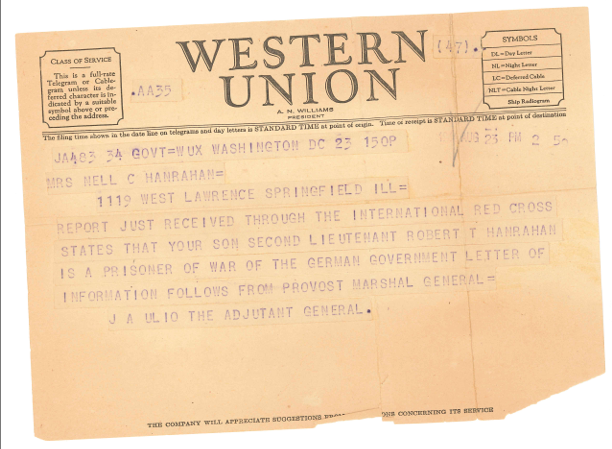 CLASS OF SERVICE
This is a full-rate
Telegram or Cable-
gram unless its de-
ferred character is in-
dicated by a suitable
symbol above or pre-
ceding the address.
.AA35
WESTERN
UNION
A. N. WILLIAMS
PRESIDENT
(47).
SYMBOLS
DL=Day Letter
NL=Night Letter
LC=Deferred Cable
NLT=Cable Night Letter
Ship Radiogram
The filing time shown in the date line on telegrams and day letters is STANDARD TIME at point of origin. Time of receipt is STANDARD TIME at point of destination
JA483 34 GOVT=WUX WASHINGTON DC 23 150P
23 PM 2
MRS NELL C HANRAHAN=
1119 WEST LAWRENCE SPRINGFIELD ILL=
REPORT JUST RECEIVED THROUGH THE INTERNATIONAL RED CROSS
STATES THAT YOUR SON SECOND LIEUTENANT ROBERT T HANRAHAN
IS A PRISONER OF WAR OF THE GERMAN GOVERNMENT LETTER OF
INFORMATION FOLLOWS FROM PROVOST MARSHAL GENERAL=
J A ULIO THE ADJUTANT GENERAL.
THE COMPANY WILL APPRECIATE SUGGESTIONS CONCERNING ITS SERVICE